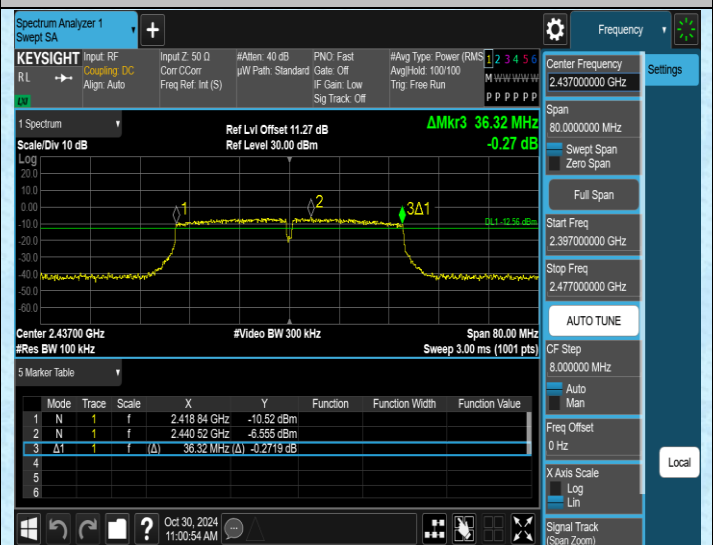 Spectrum Analyzer 1
Swept SA
+
Frequency
KEYSIGHT
RL
LXI
Input: RF
Coupling: DC
Align: Auto
Input Z: 50 Ω
Corr CCorr
Freq Ref: Int (S)
#Atten: 40 dB
µW Path: Standard
PNO: Fast
Gate: Off
IF Gain: Low
Sig Track: Off
#Avg Type: Power (RMS
Avg|Hold: 100/100
Trig: Free Run
1 2 3 4 5 6
M W W W W W
P P P P P P
1 Spectrum
Scale/Div 10 dB
Ref Lvl Offset 11.27 dB
Ref Level 30.00 dBm
ΔMkr3 36.32 MHz
-0.27 dB
Log
20.0
10.0
0.00
-10.0
-20.0
-30.0
-40.0
-50.0
-60.0
1
2
3Δ1
DL1 -12.56 dBm
Center 2.43700 GHz
#Res BW 100 kHz
#Video BW 300 kHz
Span 80.00 MHz
Sweep 3.00 ms (1001 pts)
5 Marker Table
Mode Trace Scale X Y Function Function Width Function Value
1 N 1 f 2.418 84 GHz -10.52 dBm
2 N 1 f 2.440 52 GHz -6.555 dBm
3 Δ1 1 f (Δ) 36.32 MHz (Δ) -0.2719 dB
4
5
6
Oct 30, 2024
11:00:54 AM
?
Center Frequency
2.437000000 GHz
Span
80.0000000 MHz
Swept Span
Zero Span
Full Span
Start Freq
2.397000000 GHz
Stop Freq
2.477000000 GHz
AUTO TUNE
CF Step
8.000000 MHz
Auto
Man
Freq Offset
0 Hz
X Axis Scale
Log
Lin
Signal Track
(Span Zoom)
Settings
Local